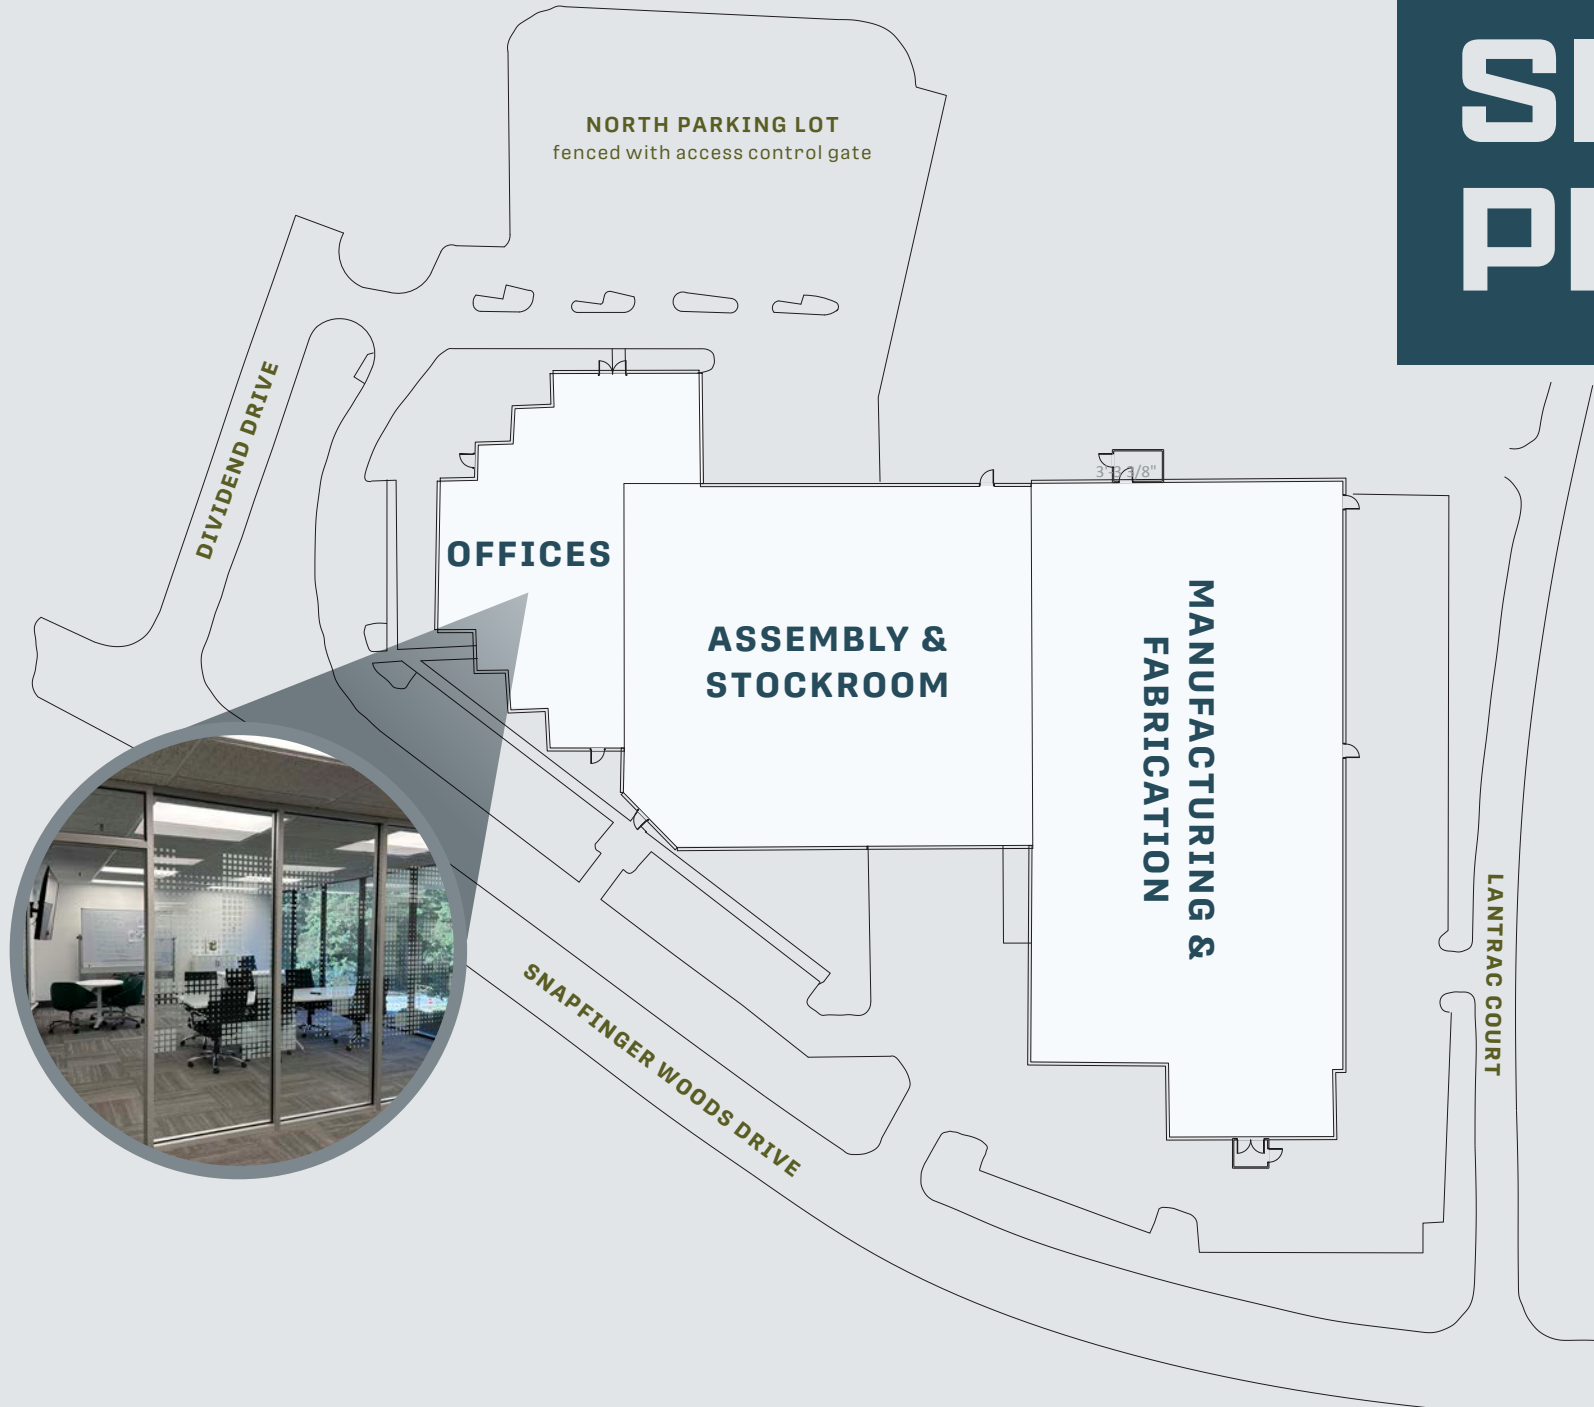 NORTH PARKING LOT
fenced with access control gate
DIVIDEND DRIVE
OFFICES
ASSEMBLY &
STOCKROOM
MANUFACTURING &
FABRICATION
SNAPFINGER WOODS DRIVE
LANTRAC COURT